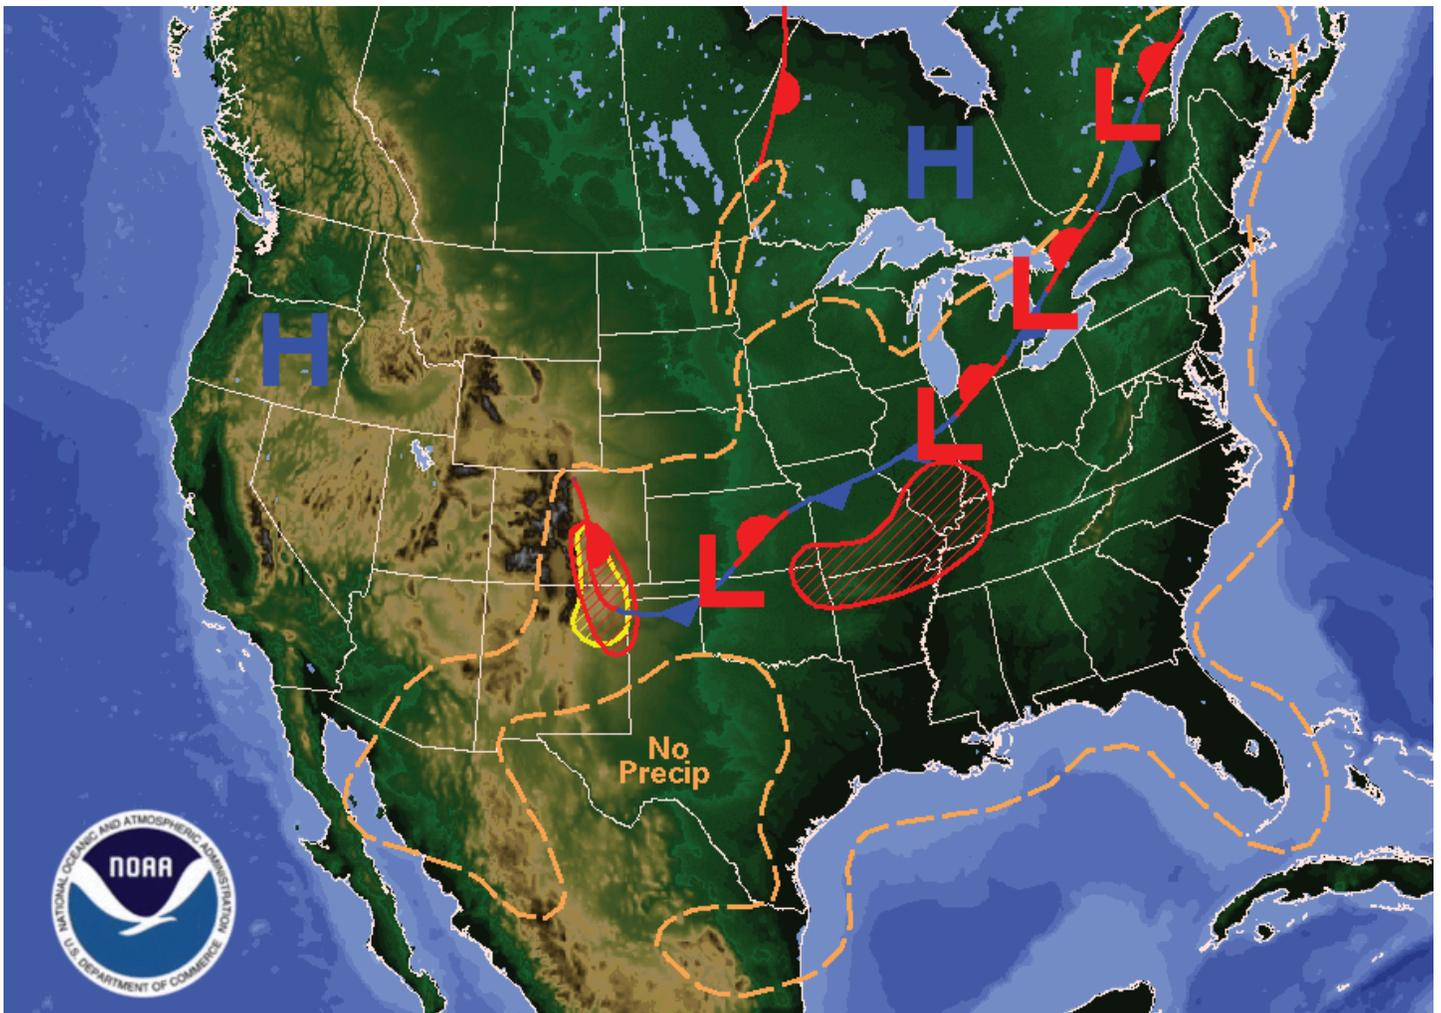 H
L
L
H
L
L
No
Precip
NATIONAL OCEANIC AND ATMOSPHERIC ADMINISTRATION
NOAA
U.S. DEPARTMENT OF COMMERCE